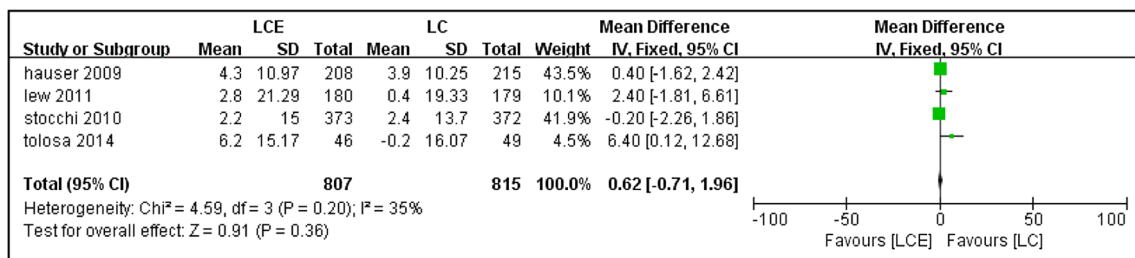 LCE LC Mean Difference Mean Difference
Study or Subgroup Mean SD Total Mean SD Total Weight IV, Fixed, 95% CI IV, Fixed, 95% CI
hauser 2009 4.3 10.97 208 3.9 10.25 215 43.5% 0.40 [-1.62, 2.42]
lew 2011 2.8 21.29 180 0.4 19.33 179 10.1% 2.40 [-1.81, 6.61]
stocchi 2010 2.2 15 373 2.4 13.7 372 41.9% -0.20 [-2.26, 1.86]
tolosa 2014 6.2 15.17 46 -0.2 16.07 49 4.5% 6.40 [0.12, 12.68]
Total (95% CI) 807 815 100.0% 0.62 [-0.71, 1.96]
Heterogeneity: Chi² = 4.59, df = 3 (P = 0.20); I² = 35%
Test for overall effect: Z = 0.91 (P = 0.36)
-100 -50 0 50 100
Favours [LCE] Favours [LC]